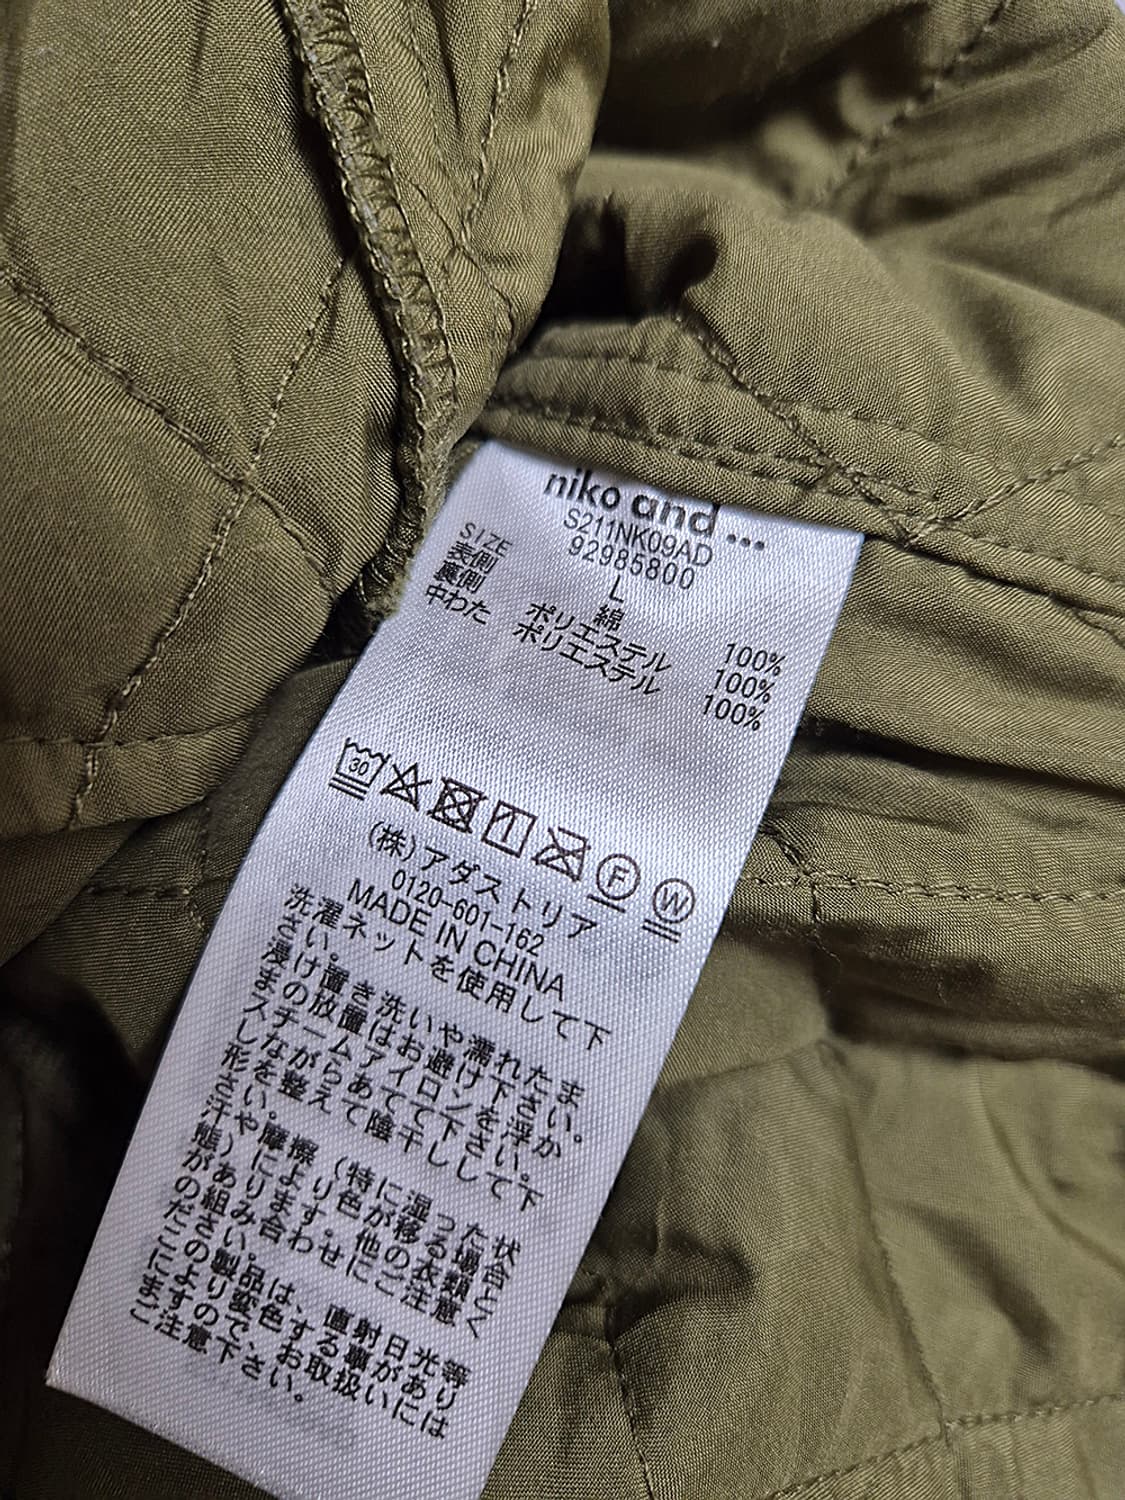 niko and ...
S211NK09AD
92985800
SIZE L
表側 綿 100%
裏側 ポリエステル 100%
中わた ポリエステル 100%
30 F W
(株)アダストリア
0120-601-162
MADE IN CHINA
洗濯ネットを使用して下
さい。
浸け置き洗いや濡れたま
まの放置はお避け下さい。
スチームアイロンを浮か
しながらあてて下さい。
形を整えて陰干しして下
さい。
汗や摩擦(特に湿った状
態)により色が移る場合
があります。他の衣類と
の組み合わせにご注意く
ださい。
この製品は、直射日光等
により変色する事があり
ますので、お取扱いには
ご注意下さい。